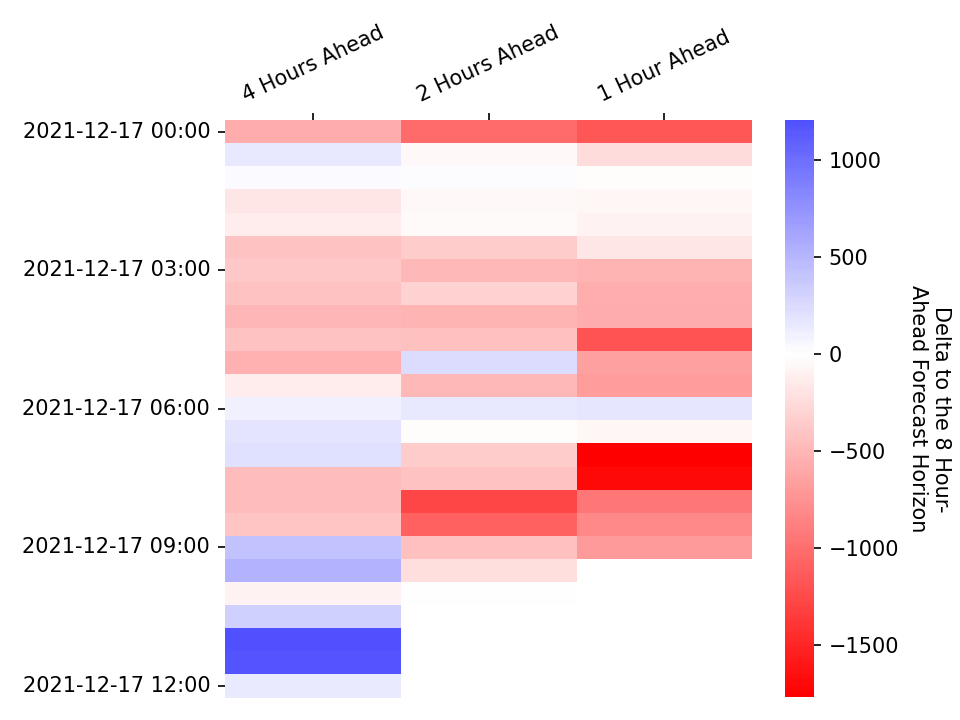 4 Hours Ahead
2 Hours Ahead
1 Hour Ahead
2021-12-17 00:00
2021-12-17 03:00
2021-12-17 06:00
2021-12-17 09:00
2021-12-17 12:00
1000
500
0
−500
−1000
−1500
Delta to the 8 Hour-
Ahead Forecast Horizon